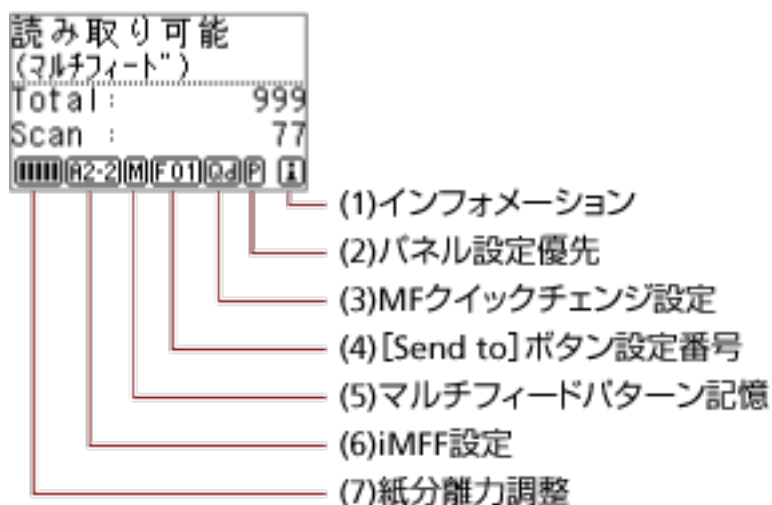 読み取り可能
(ﾏﾙﾁﾌｨｰﾄﾞ)
Total: 999
Scan : 77
A2-2 M F 01 Qd P i
(1)インフォメーション
(2)パネル設定優先
(3)MFクイックチェンジ設定
(4)[Send to]ボタン設定番号
(5)マルチフィードパターン記憶
(6)iMFF設定
(7)紙分離力調整